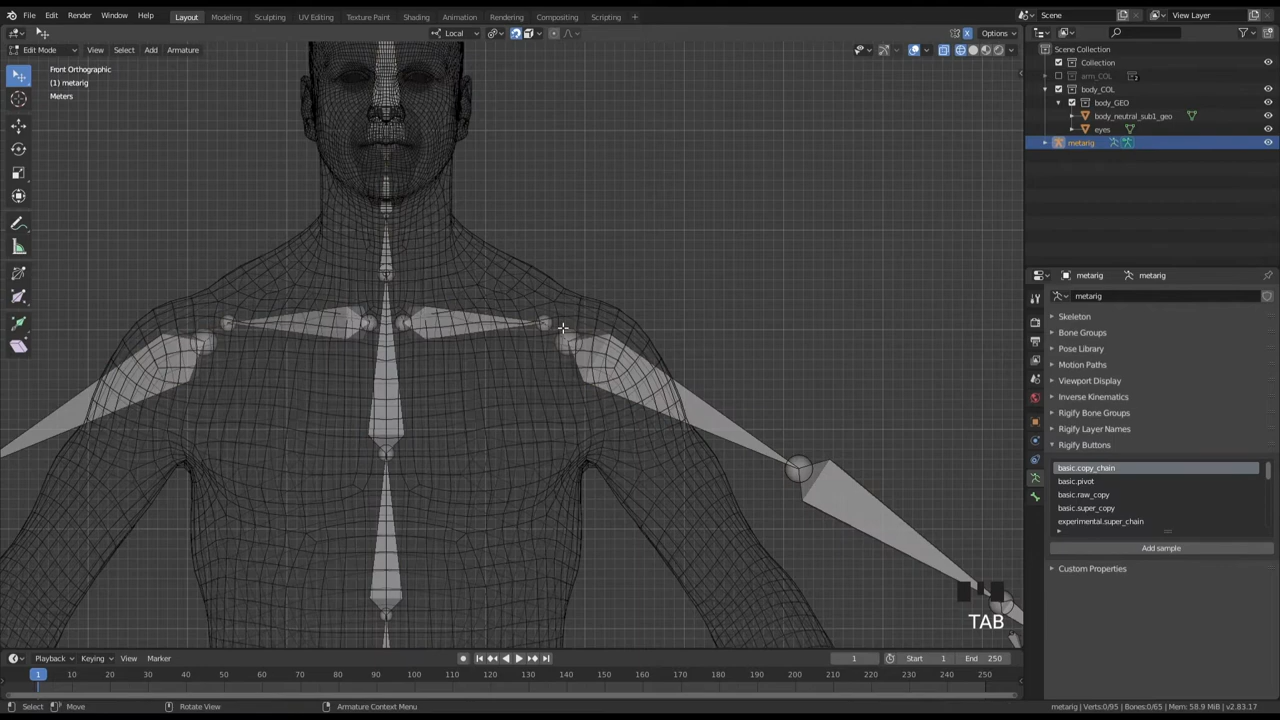 File Edit Render Window Help Layout Modeling Sculpting UV Editing Texture Paint Shading Animation Rendering Compositing Scripting + Scene View Layer
Local Options
Edit Mode View Select Add Armature
Front Orthographic
(1) metarig
Meters
Scene Collection
Collection
arm_COL
body_COL
body_GEO
body_neutral_sub1_geo
eyes
metarig
metarig metarig
metarig
Skeleton
Bone Groups
Pose Library
Motion Paths
Viewport Display
Inverse Kinematics
Rigify Bone Groups
Rigify Layer Names
Rigify Buttons
basic.copy_chain
basic.pivot
basic.raw_copy
basic.super_copy
experimental.super_chain
Add sample
Custom Properties
TAB
Playback Keying View Marker 1 Start 1 End 250
1 10 20 30 40 50 60 70 80 90 100 110 120 130 140 150 160 170 180 190 200 210 220 230 240 250
Select Move Rotate View Armature Context Menu metarig | Verts:0/95 | Bones:0/65 | Mem: 58.9 MiB | v2.83.17